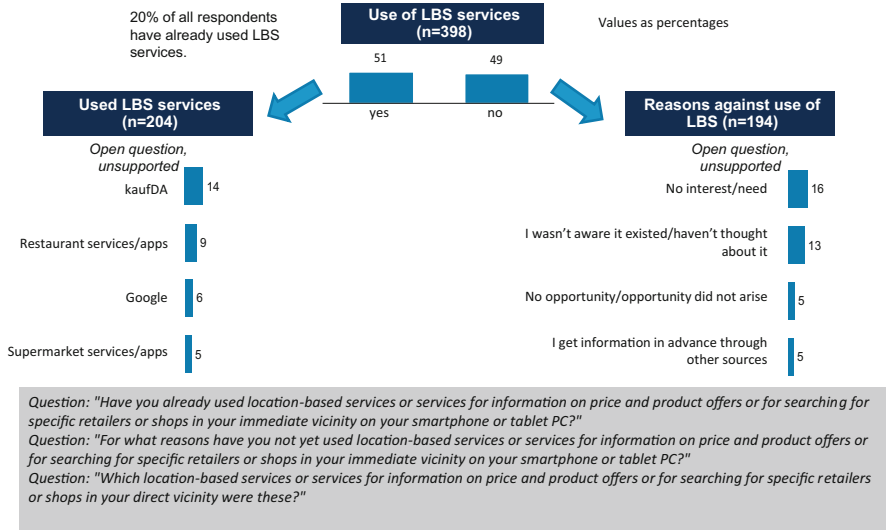 20% of all respondents
have already used LBS
services.
Use of LBS services
(n=398)
Values as percentages
51
49
yes
no
Used LBS services
(n=204)
Open question,
unsupported
kaufDA
14
Restaurant services/apps
9
Google
6
Supermarket services/apps
5
Reasons against use of
LBS (n=194)
Open question,
unsupported
No interest/need
16
I wasn't aware it existed/haven't thought
about it
13
No opportunity/opportunity did not arise
5
I get information in advance through
other sources
5
Question: "Have you already used location-based services or services for information on price and product offers or for searching for
specific retailers or shops in your immediate vicinity on your smartphone or tablet PC?"
Question: "For what reasons have you not yet used location-based services or services for information on price and product offers or
for searching for specific retailers or shops in your immediate vicinity on your smartphone or tablet PC?"
Question: "Which location-based services or services for information on price and product offers or for searching for specific retailers
or shops in your direct vicinity were these?"